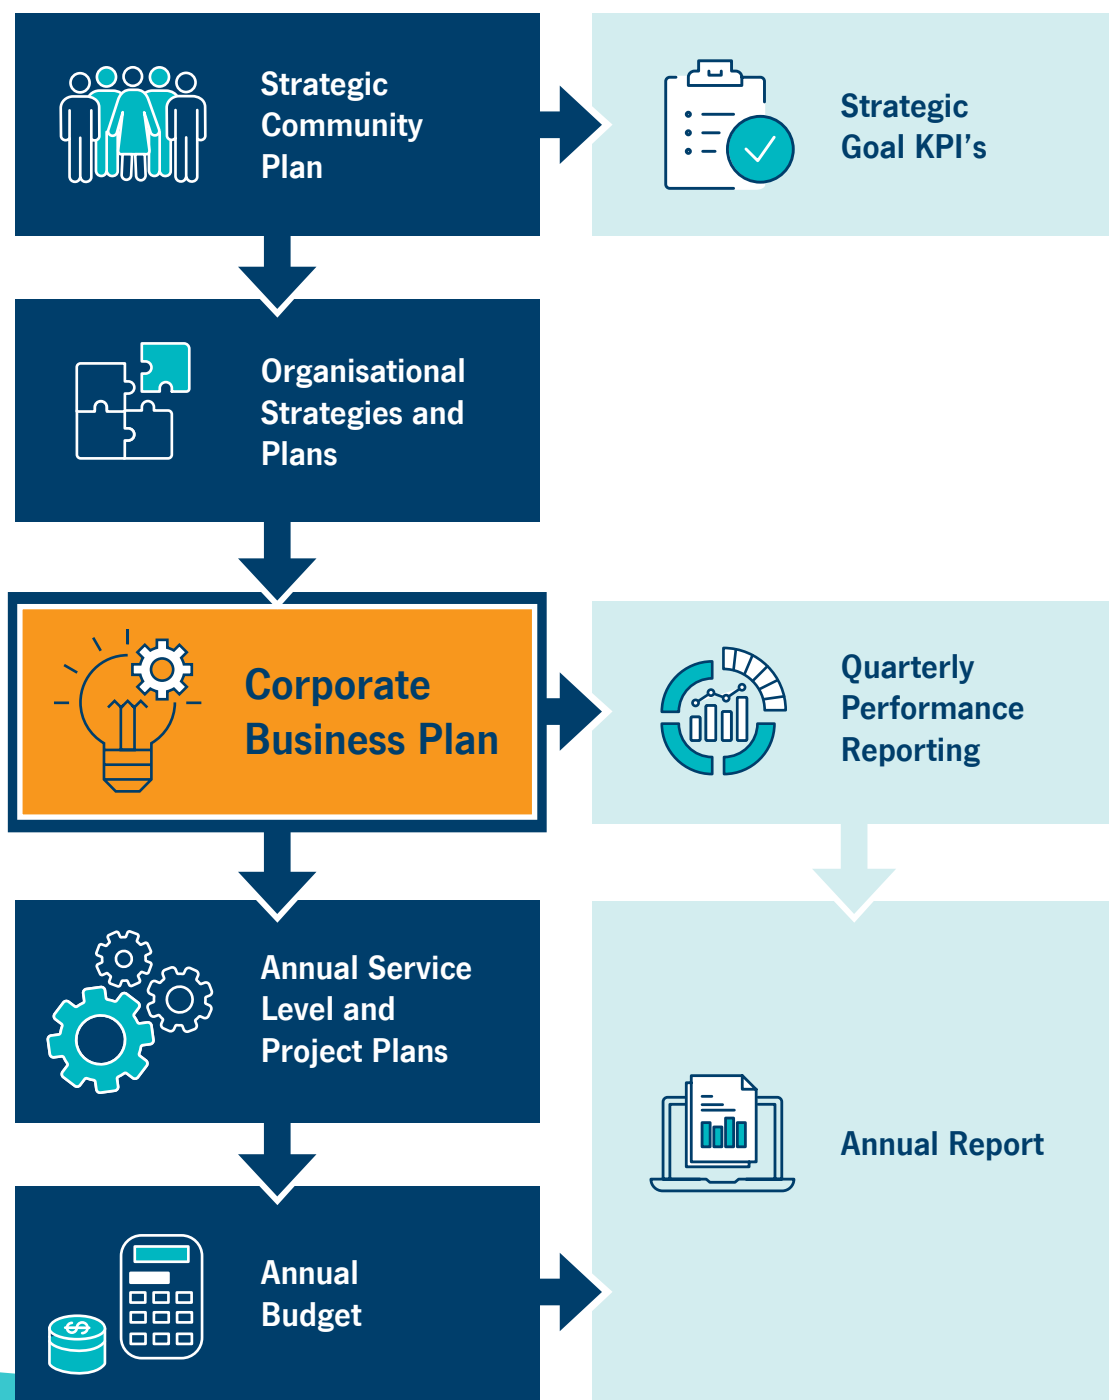 Strategic
Community
Plan
Strategic
Goal KPI's
Organisational
Strategies and
Plans
Corporate
Business Plan
Quarterly
Performance
Reporting
Annual Service
Level and
Project Plans
Annual Report
Annual
Budget
$